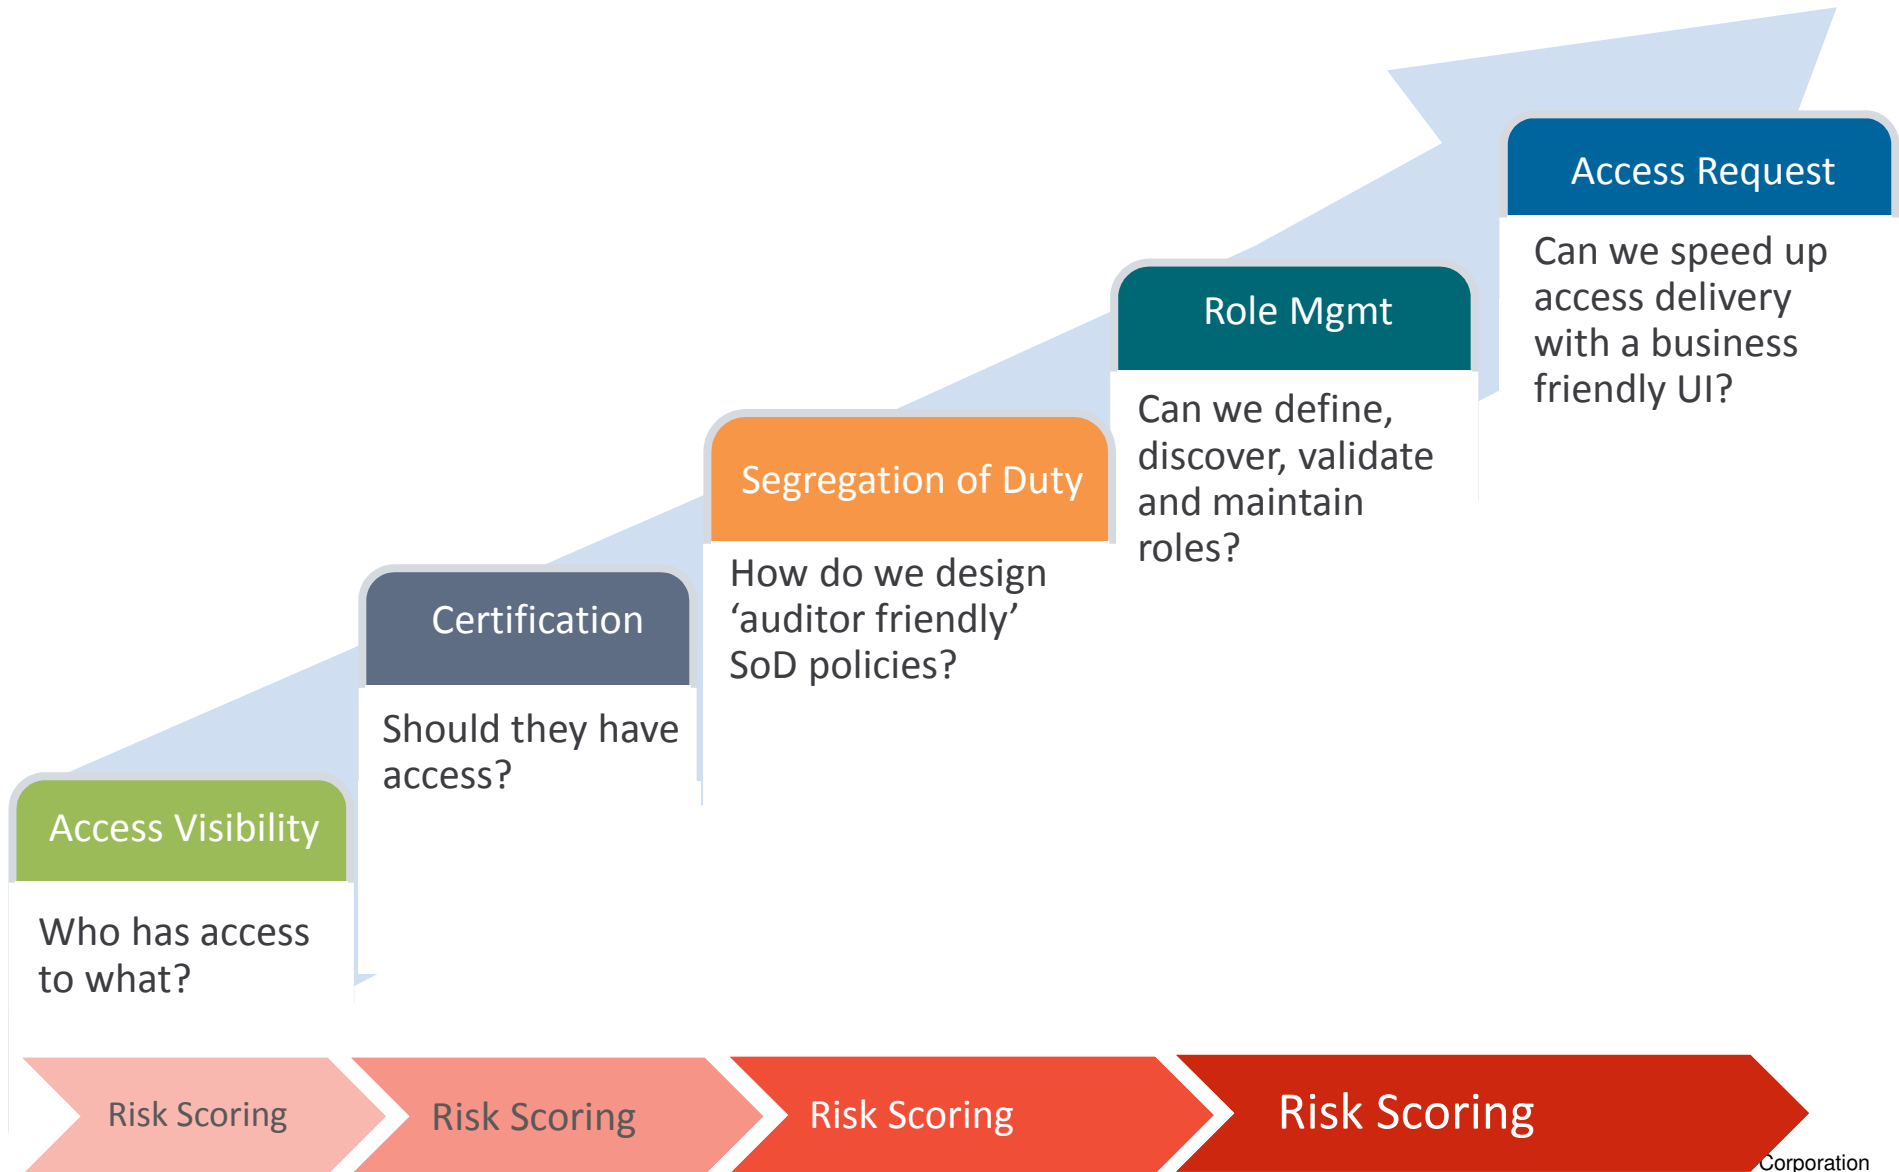 Access Request
Can we speed up
access delivery
with a business
friendly UI?
Role Mgmt
Can we define,
discover, validate
and maintain
roles?
Segregation of Duty
How do we design
‘auditor friendly’
SoD policies?
Certification
Should they have
access?
Access Visibility
Who has access
to what?
Risk Scoring
Risk Scoring
Risk Scoring
Risk Scoring
Corporation